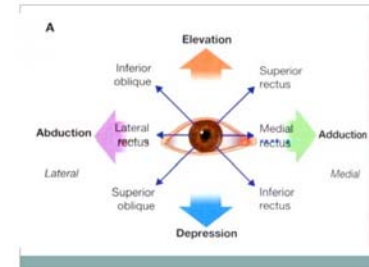 A
Elevation
Inferior
oblique
Superior
rectus
Abduction
Lateral
rectus
Medial
rectus
Adduction
Lateral
Medial
Superior
oblique
Inferior
rectus
Depression